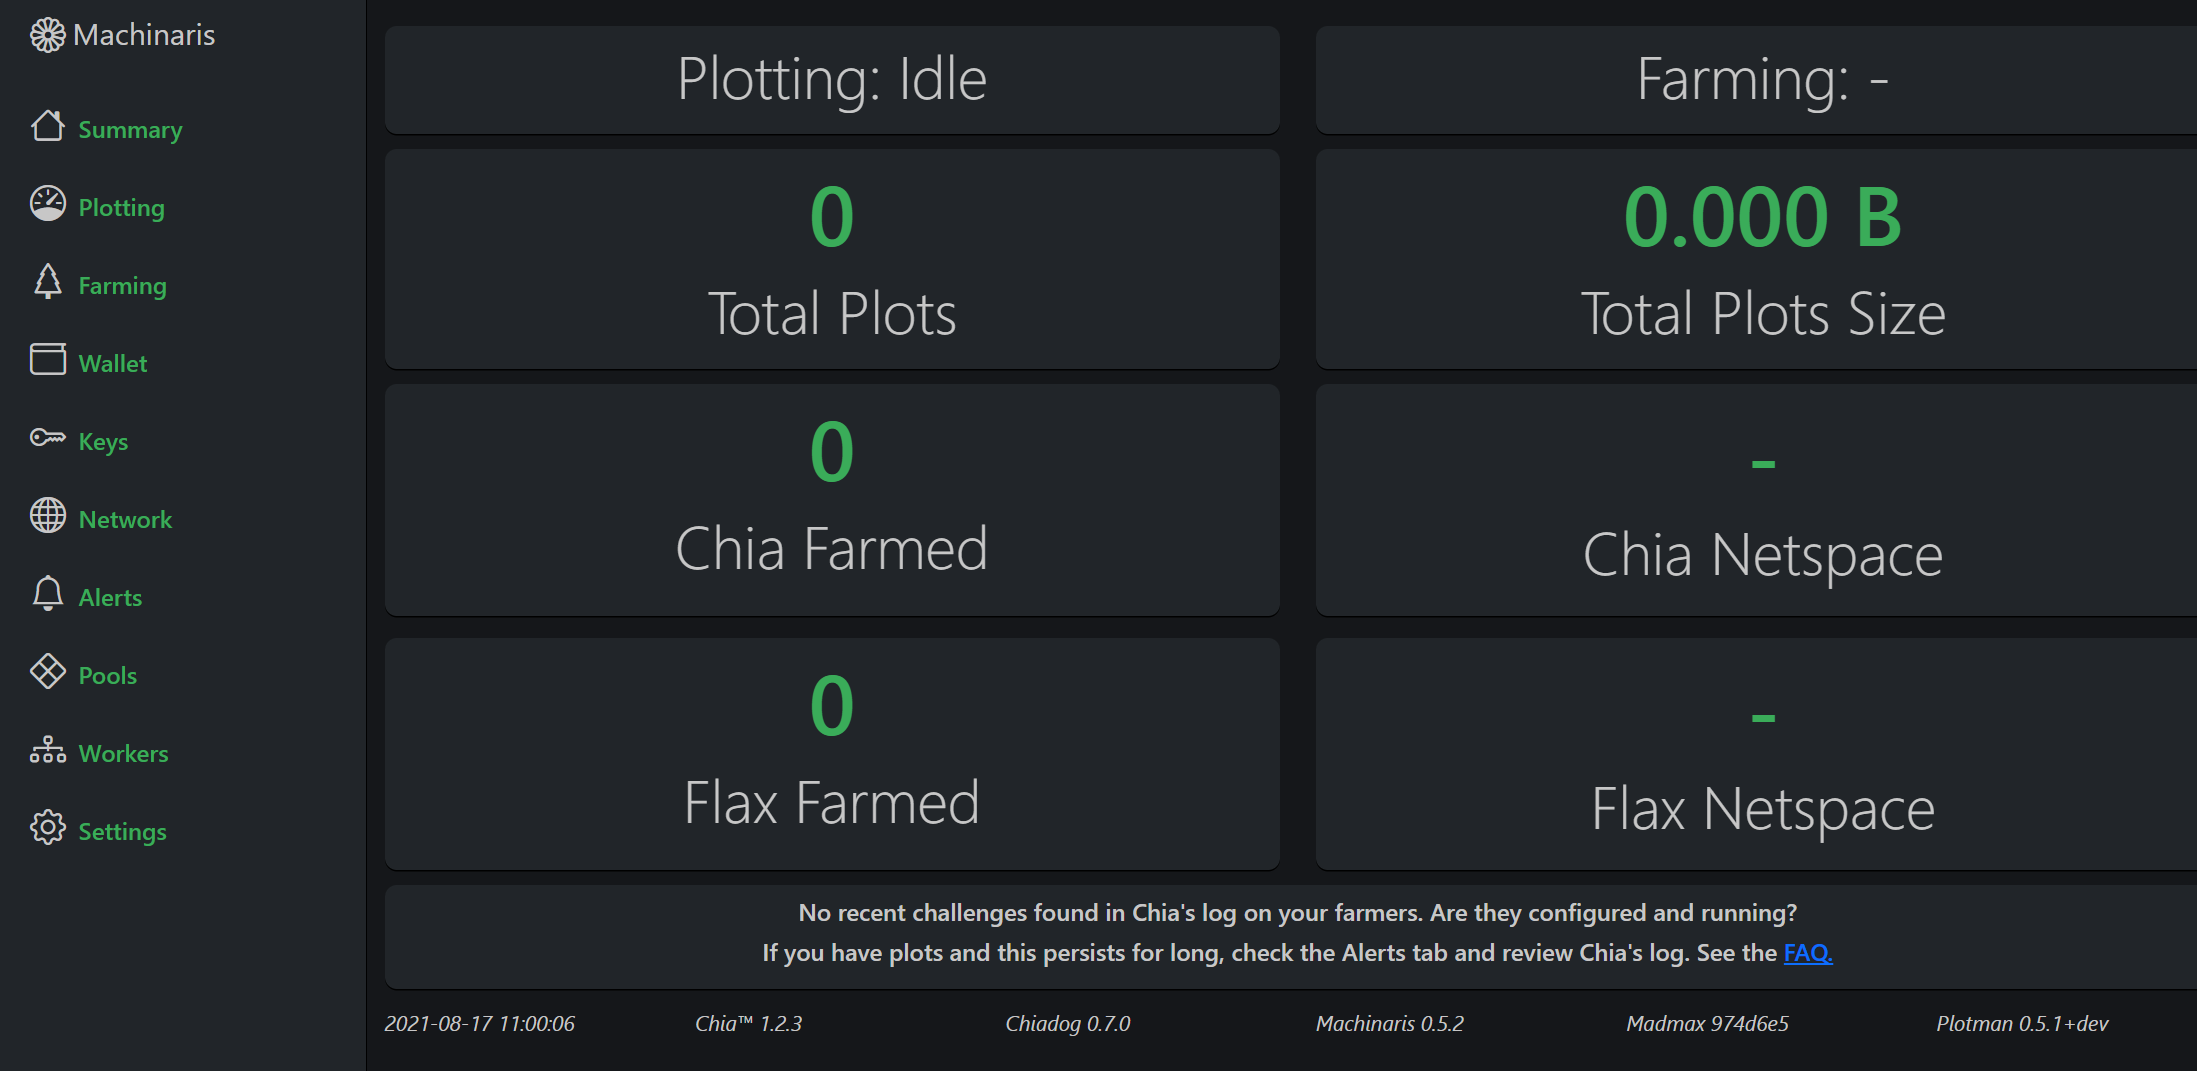 Machinaris
Summary
Plotting
Farming
Wallet
Keys
Network
Alerts
Pools
Workers
Settings
Plotting: Idle
Farming: -
0
Total Plots
0.000 B
Total Plots Size
0
Chia Farmed
-
Chia Netspace
0
Flax Farmed
-
Flax Netspace
No recent challenges found in Chia's log on your farmers. Are they configured and running?
If you have plots and this persists for long, check the Alerts tab and review Chia's log. See the FAQ.
2021-08-17 11:00:06
Chia™ 1.2.3
Chiadog 0.7.0
Machinaris 0.5.2
Madmax 974d6e5
Plotman 0.5.1+dev